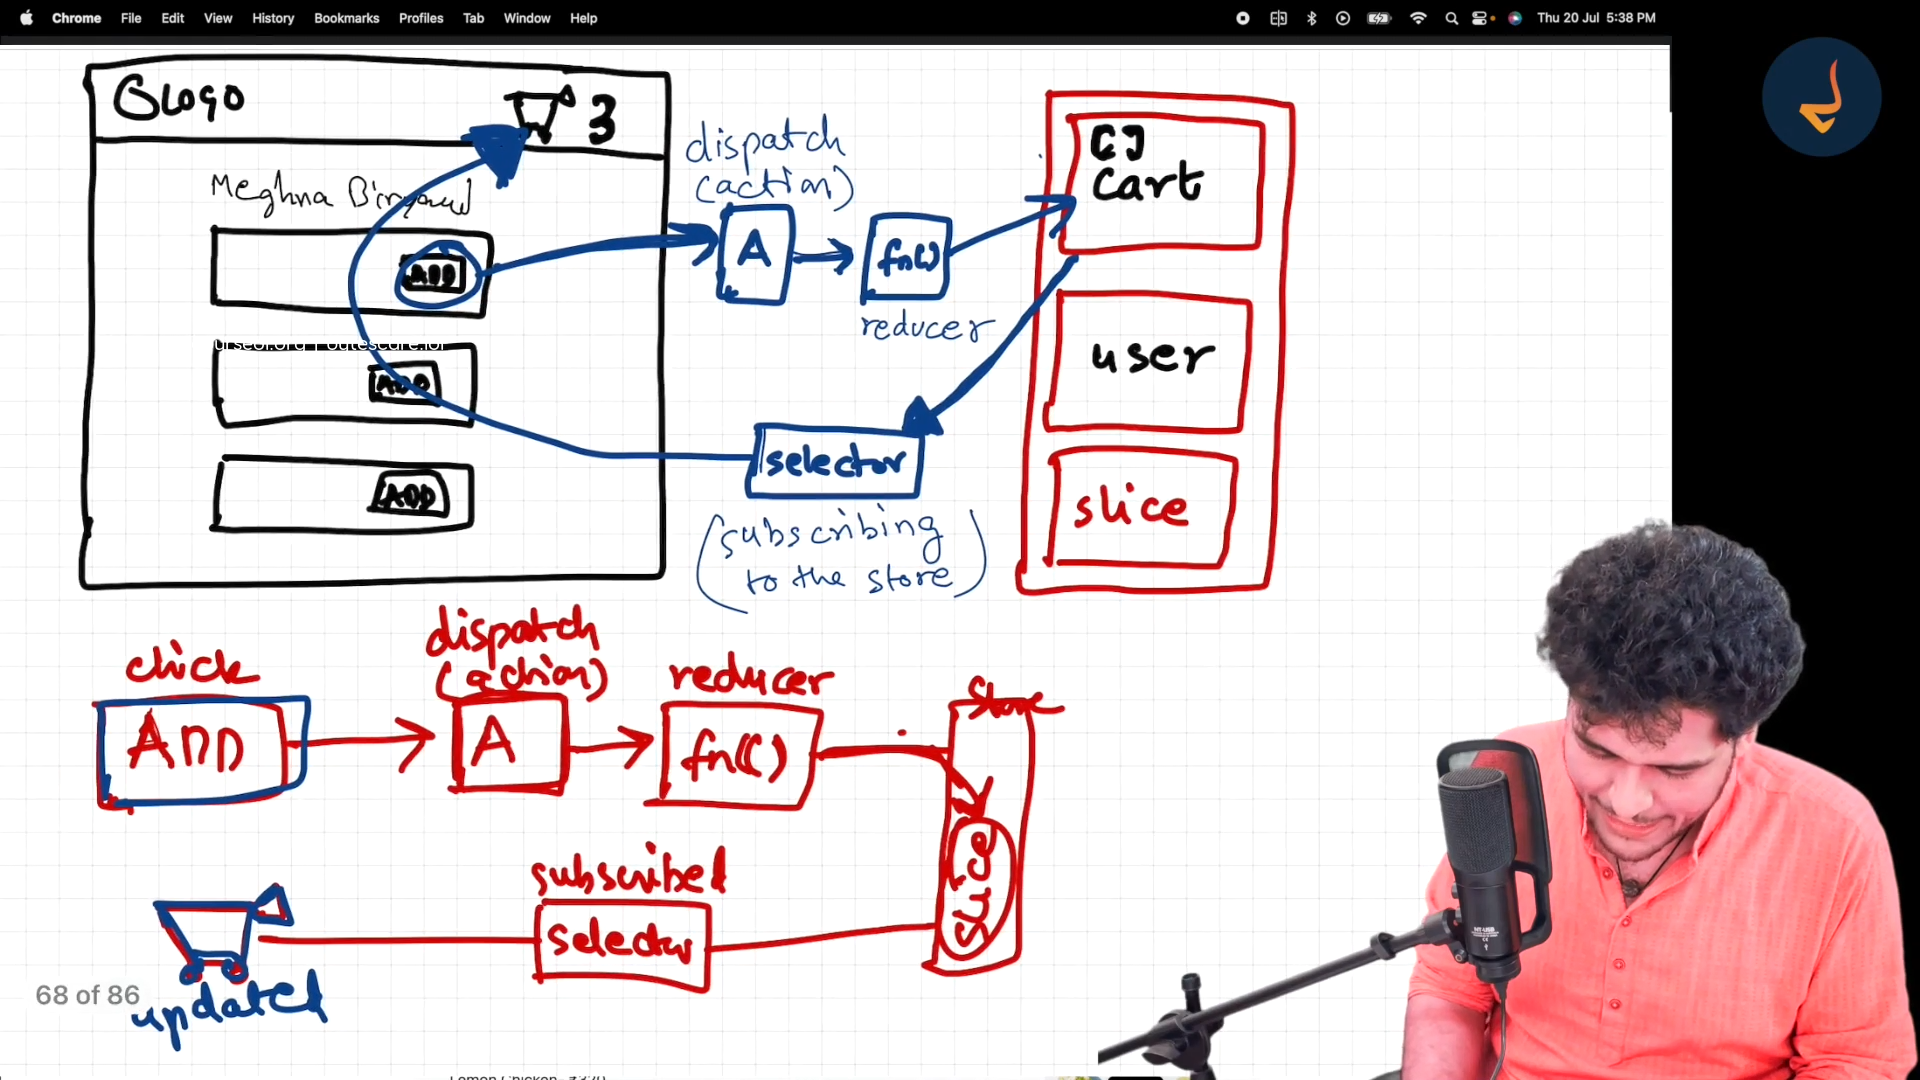 Chrome File Edit View History Bookmarks Profiles Tab Window Help
Thu 20 Jul 5:38 PM
Logo
3
Meghna
ADD
ADD
ADD
dispatch
(action)
A
fn()
reducer
selector
(subscribing
to the store)
[]
Cart
user
slice
click
ADD
dispatch
(action)
A
reducer
fn()
store
slice
subscribed
selector
updated
68 of 86
NT-USB